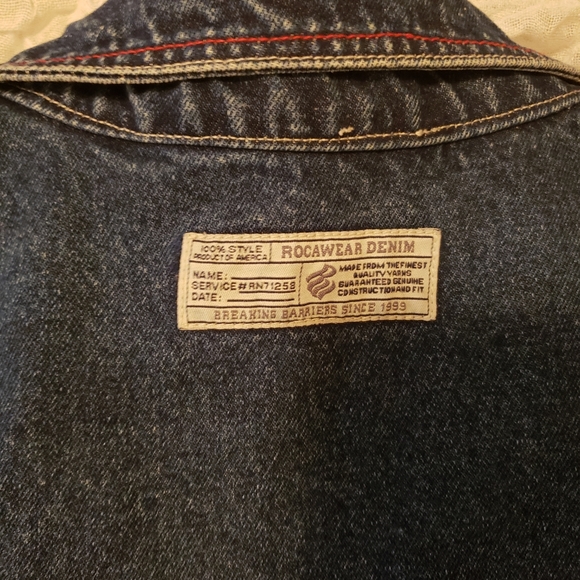 100% STYLE
PRODUCT OF AMERICA
ROCAWEAR DENIM
NAME:
SERVICE# RN71258
DATE:
MADE FROM THE FINEST
QUALITY YARNS
GUARANTEED GENUINE
CONSTRUCTION AND FIT
BREAKING BARRIERS SINCE 1999